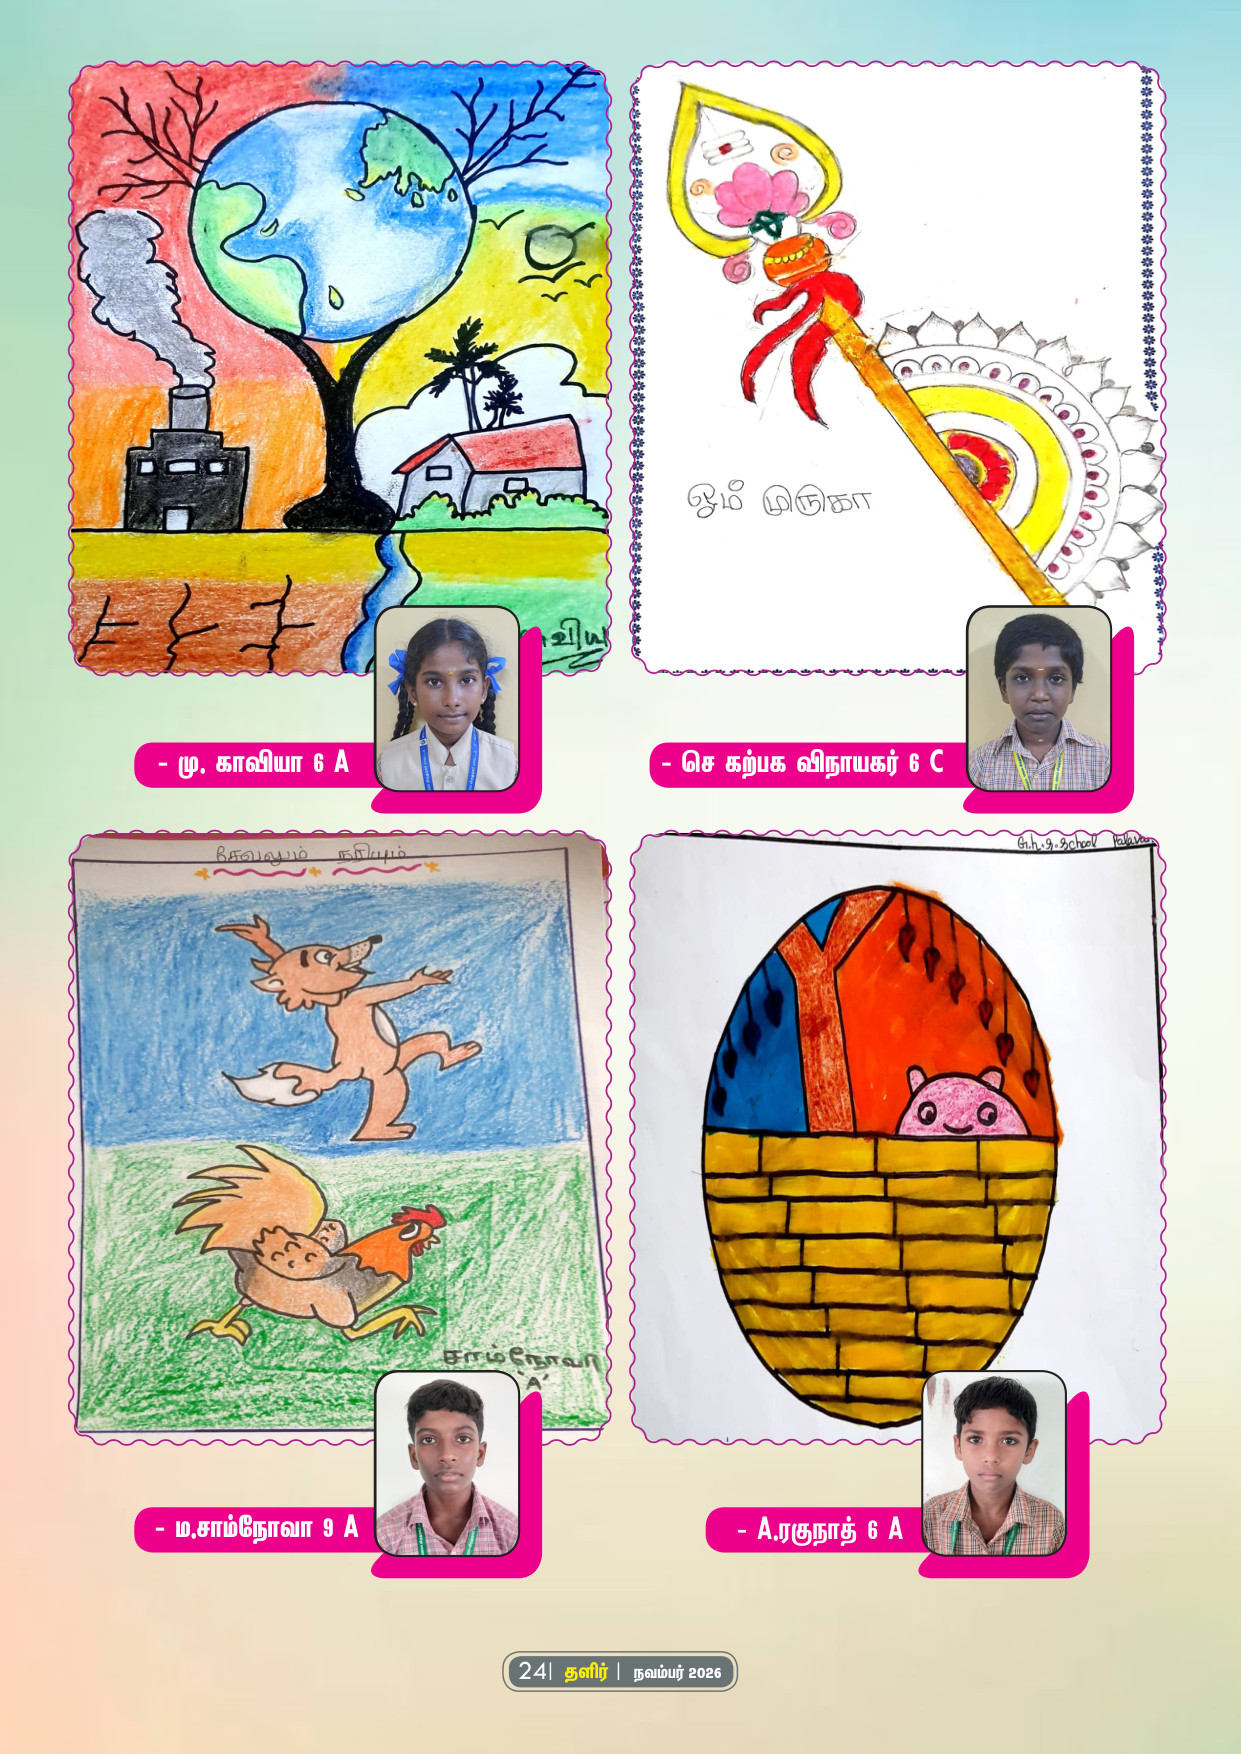 ஓம் முருகா
- மு. காவியா 6 A
- செ கற்பக விநாயகர் 6 C
சேவலும் நரியும்
G.h.s.school
சாம்நோவா
'A'
- ம.சாம்நோவா 9 A
- A.ரகுநாத் 6 A
24| தளிர் | நவம்பர் 2026